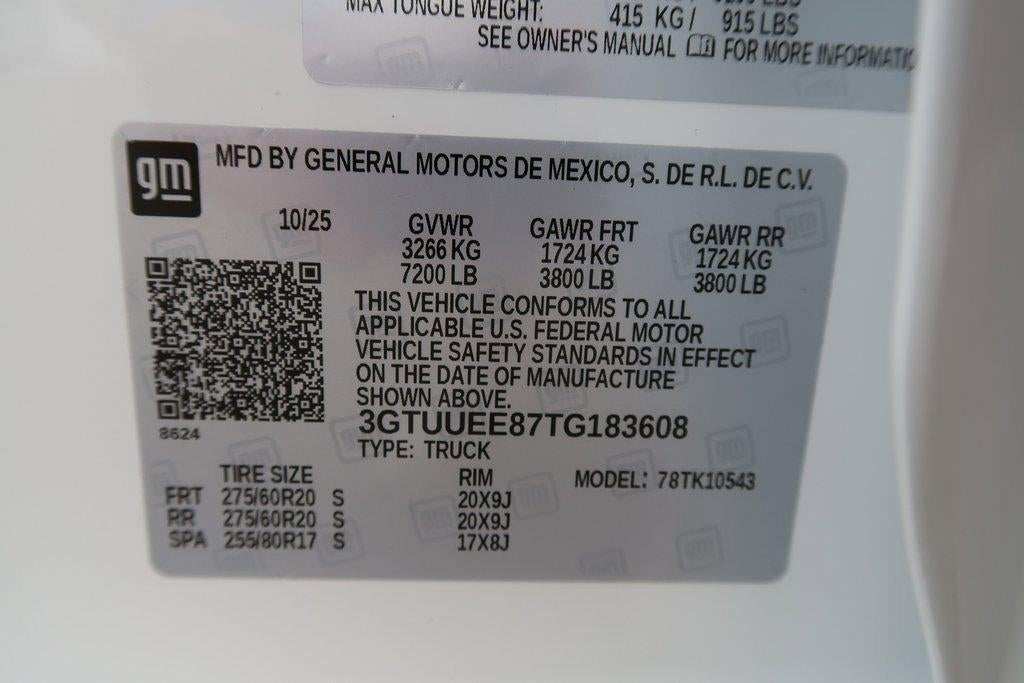 MAX TONGUE WEIGHT: 415 KG / 915 LBS
SEE OWNER'S MANUAL FOR MORE INFORMATIO
gm MFD BY GENERAL MOTORS DE MEXICO, S. DE R.L. DE C.V.
10/25 GVWR GAWR FRT GAWR RR
3266 KG 1724 KG 1724 KG
7200 LB 3800 LB 3800 LB
THIS VEHICLE CONFORMS TO ALL
APPLICABLE U.S. FEDERAL MOTOR
VEHICLE SAFETY STANDARDS IN EFFECT
ON THE DATE OF MANUFACTURE
SHOWN ABOVE.
3GTUUEE87TG183608
8624
TYPE: TRUCK
TIRE SIZE RIM MODEL: 78TK10543
FRT 275/60R20 S 20X9J
RR 275/60R20 S 20X9J
SPA 255/80R17 S 17X8J